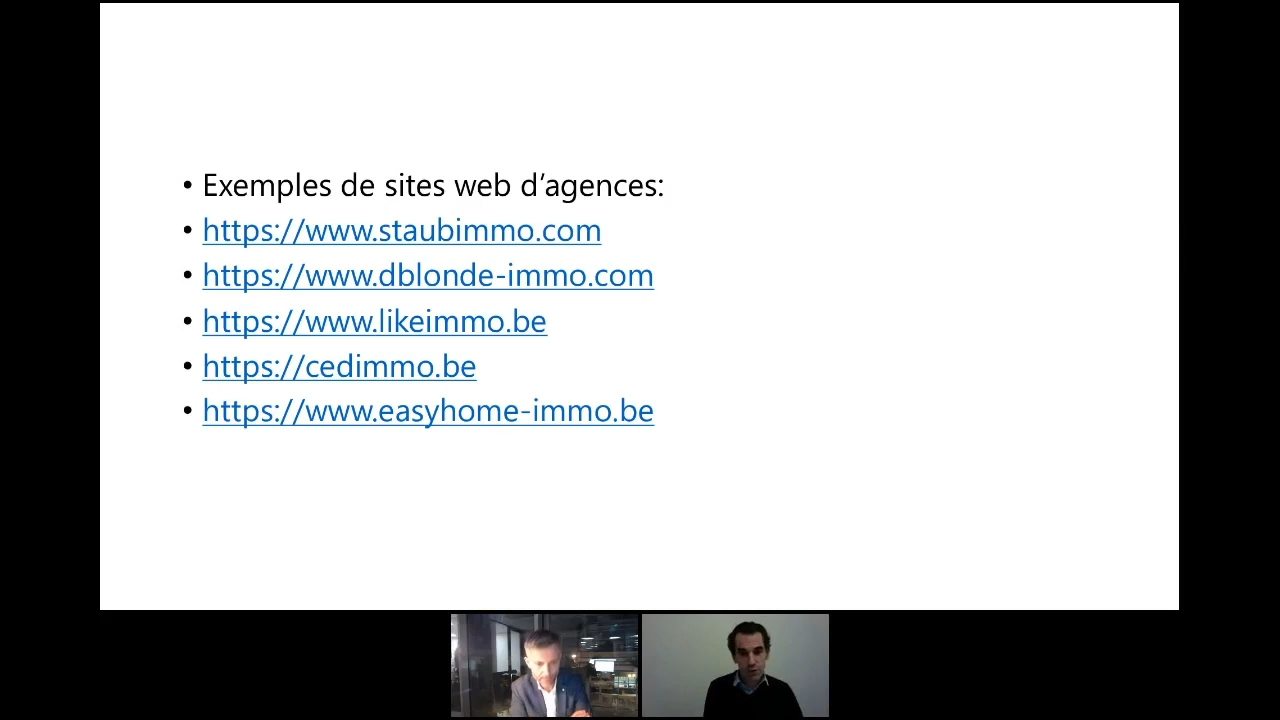 • Exemples de sites web d’agences:
• https://www.staubimmo.com
• https://www.dblonde-immo.com
• https://www.likeimmo.be
• https://cedimmo.be
• https://www.easyhome-immo.be